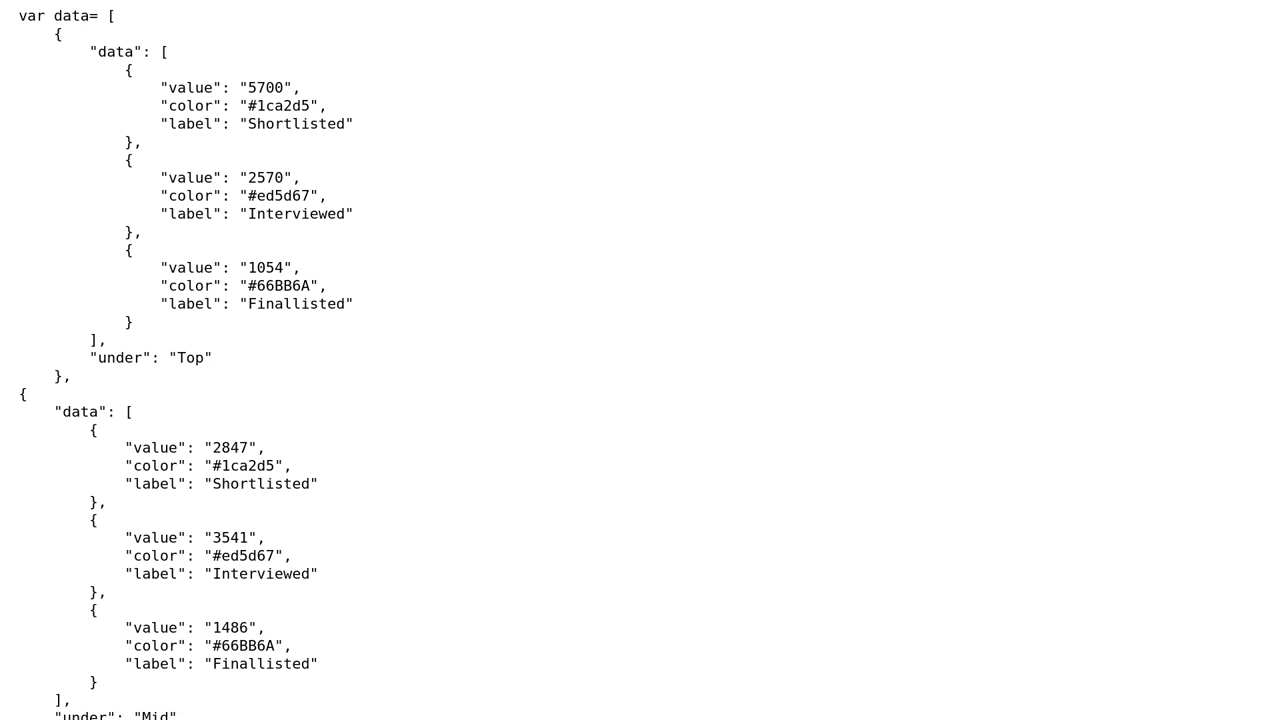 var data= [
    {
        "data": [
            {
                "value": "5700",
                "color": "#1ca2d5",
                "label": "Shortlisted"
            },
            {
                "value": "2570",
                "color": "#ed5d67",
                "label": "Interviewed"
            },
            {
                "value": "1054",
                "color": "#66BB6A",
                "label": "Finallisted"
            }
        ],
        "under": "Top"
    },
{
    "data": [
        {
            "value": "2847",
            "color": "#1ca2d5",
            "label": "Shortlisted"
        },
        {
            "value": "3541",
            "color": "#ed5d67",
            "label": "Interviewed"
        },
        {
            "value": "1486",
            "color": "#66BB6A",
            "label": "Finallisted"
        }
    ],
    "under": "Mid"